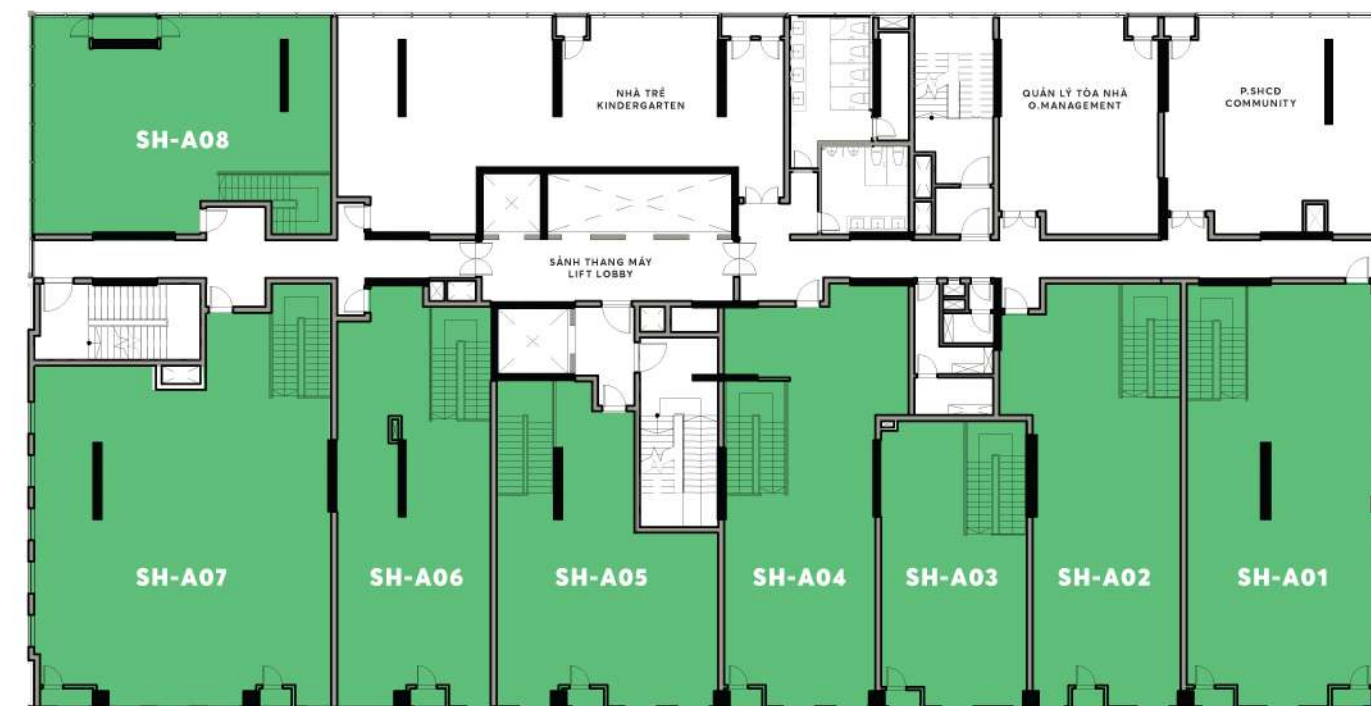 NHÀ TRẺ
KINDERGARTEN
QUẢN LÝ TÒA NHÀ
O.MANAGEMENT
P.SHCD
COMMUNITY
SH-A08
SẢNH THANG MÁY
LIFT LOBBY
SH-A07
SH-A06
SH-A05
SH-A04
SH-A03
SH-A02
SH-A01